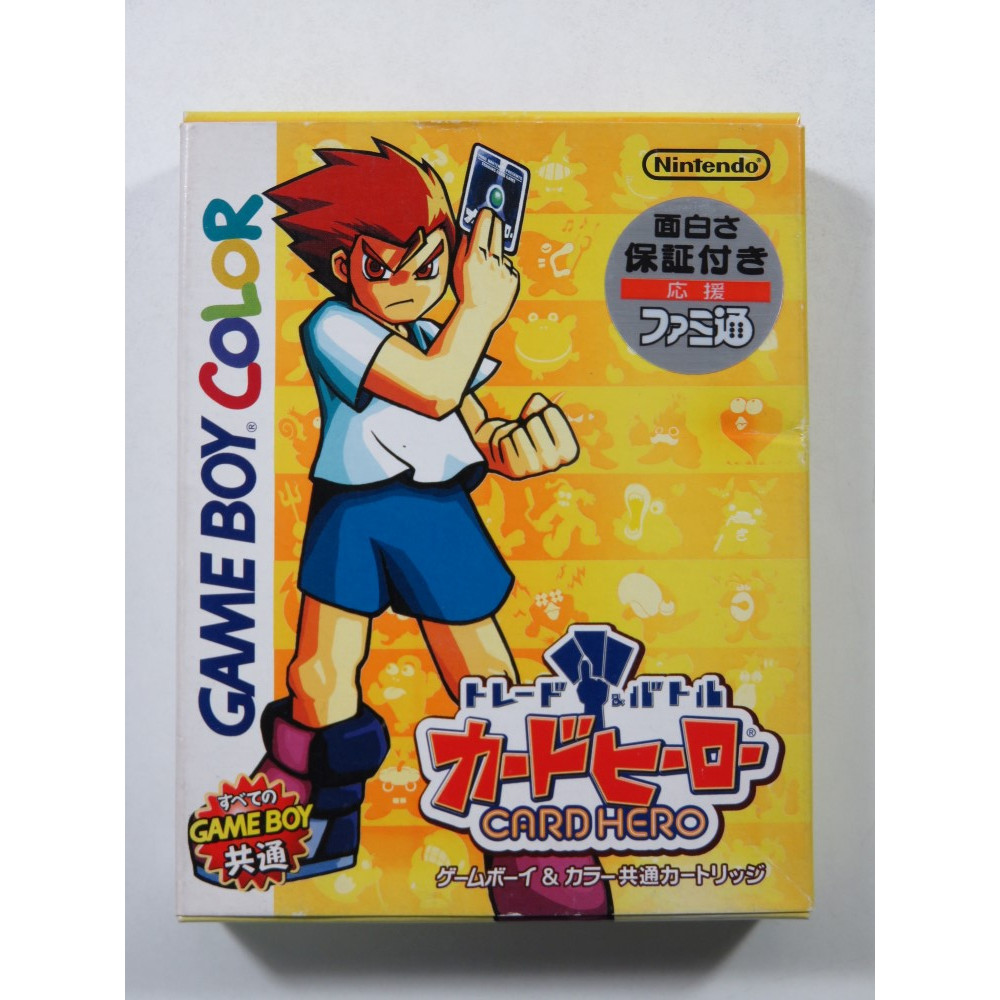 GAME BOY® COLOR
Nintendo®
面白さ
保証付き
応援
ファミ通
トレード&バトル
カードヒーロー®
CARD HERO
ゲームボーイ & カラー共通カートリッジ
すべての
GAME BOY
共通